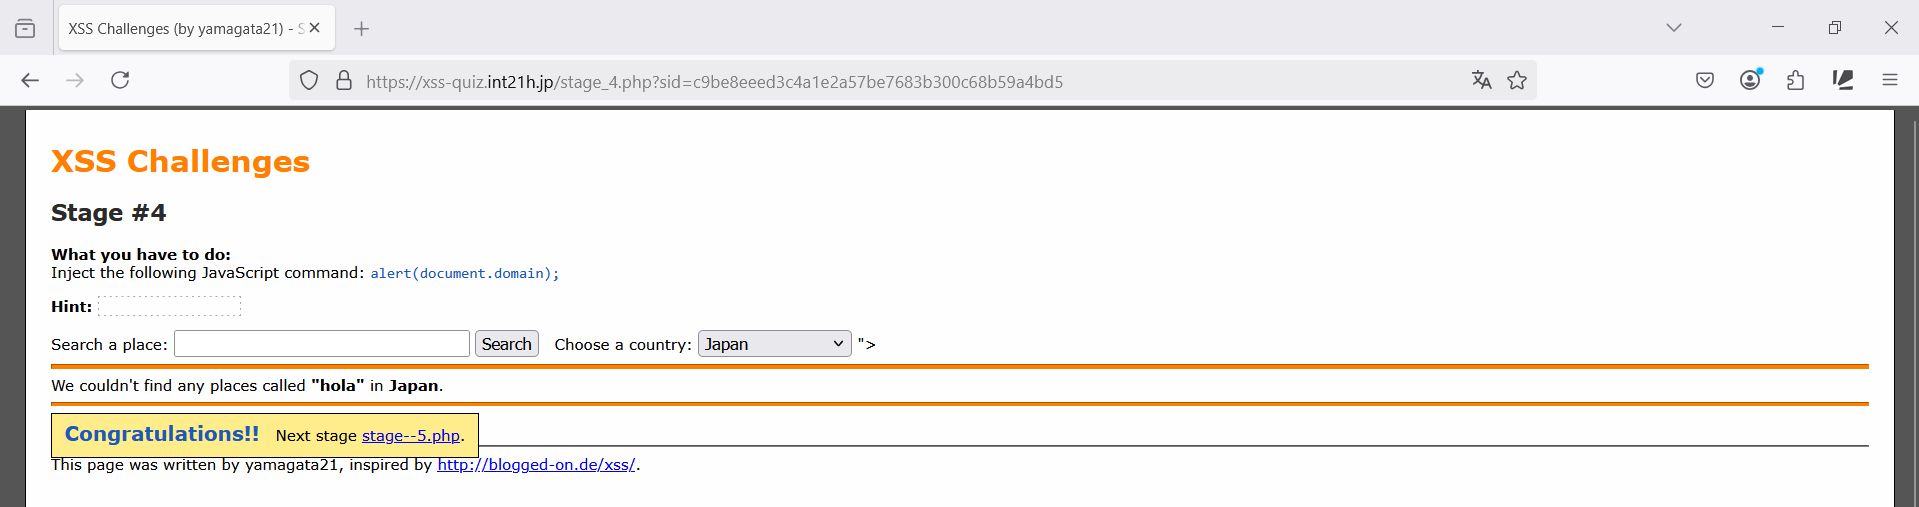 XSS Challenges (by yamagata21) - S
https://xss-quiz.int21h.jp/stage_4.php?sid=c9be8eeed3c4a1e2a57be7683b300c68b59a4bd5
XSS Challenges
Stage #4
What you have to do:
Inject the following JavaScript command: alert(document.domain);
Hint:
Search a place: Search Choose a country: Japan ">
We couldn't find any places called "hola" in Japan.
Congratulations!! Next stage stage--5.php.
This page was written by yamagata21, inspired by http://blogged-on.de/xss/.